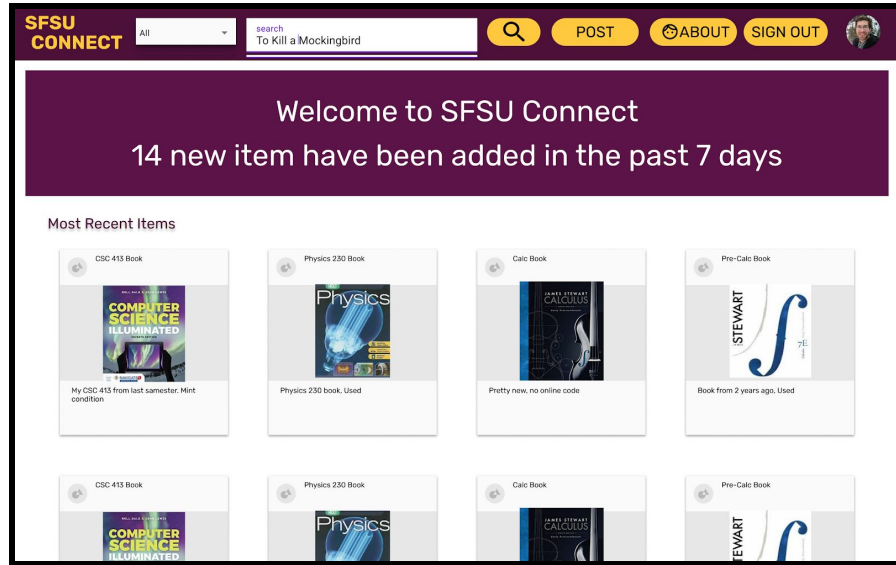 SFSU
CONNECT
All
search
To Kill a Mockingbird
POST
ABOUT
SIGN OUT
Welcome to SFSU Connect
14 new item have been added in the past 7 days
Most Recent Items
CSC 413 Book
COMPUTER
SCIENCE
ILLUMINATED
My CSC 413 from last samester. Mint
condition
Physics 230 Book
Physics
Physics 230 book, Used
Calc Book
JAMES STEWART
CALCULUS
Pretty new, no online code
Pre-Calc Book
STEWART
7E
Book from 2 years ago, Used
CSC 413 Book
COMPUTER
SCIENCE
ILLUMINATED
Physics 230 Book
Physics
Calc Book
JAMES STEWART
CALCULUS
Pre-Calc Book